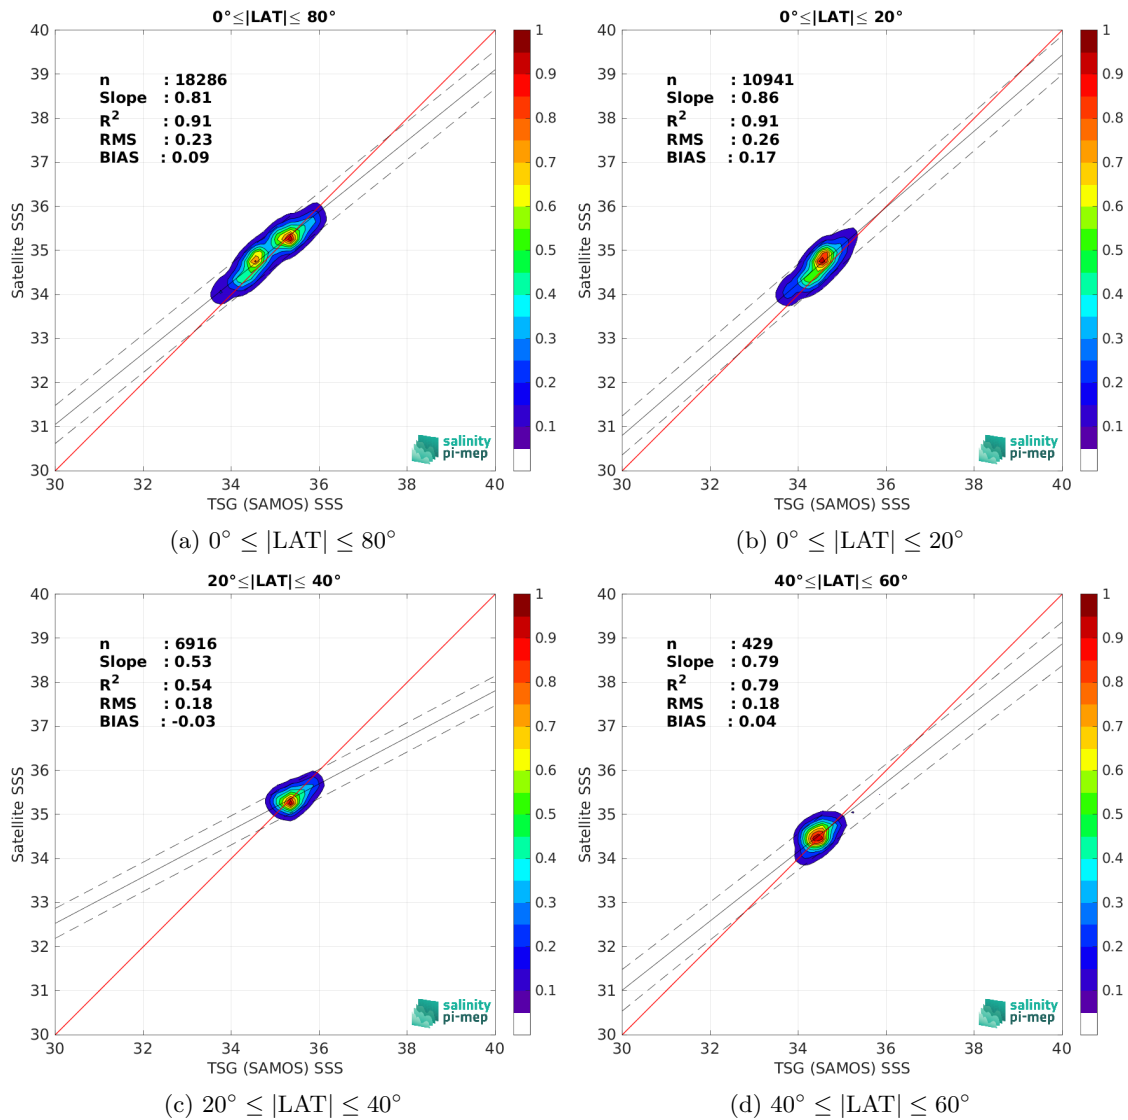 0°≤|LAT|≤ 80°
Satellite SSS
40
39
38
37
36
35
34
33
32
31
30
n : 18286
Slope : 0.81
R² : 0.91
RMS : 0.23
BIAS : 0.09
salinity
pi-mep
30 32 34 36 38 40
TSG (SAMOS) SSS
1
0.9
0.8
0.7
0.6
0.5
0.4
0.3
0.2
0.1
(a) 0° ≤ |LAT| ≤ 80°
0°≤|LAT|≤ 20°
Satellite SSS
40
39
38
37
36
35
34
33
32
31
30
n : 10941
Slope : 0.86
R² : 0.91
RMS : 0.26
BIAS : 0.17
salinity
pi-mep
30 32 34 36 38 40
TSG (SAMOS) SSS
1
0.9
0.8
0.7
0.6
0.5
0.4
0.3
0.2
0.1
(b) 0° ≤ |LAT| ≤ 20°
20°≤|LAT|≤ 40°
Satellite SSS
40
39
38
37
36
35
34
33
32
31
30
n : 6916
Slope : 0.53
R² : 0.54
RMS : 0.18
BIAS : -0.03
salinity
pi-mep
30 32 34 36 38 40
TSG (SAMOS) SSS
1
0.9
0.8
0.7
0.6
0.5
0.4
0.3
0.2
0.1
(c) 20° ≤ |LAT| ≤ 40°
40°≤|LAT|≤ 60°
Satellite SSS
40
39
38
37
36
35
34
33
32
31
30
n : 429
Slope : 0.79
R² : 0.79
RMS : 0.18
BIAS : 0.04
salinity
pi-mep
30 32 34 36 38 40
TSG (SAMOS) SSS
1
0.9
0.8
0.7
0.6
0.5
0.4
0.3
0.2
0.1
(d) 40° ≤ |LAT| ≤ 60°